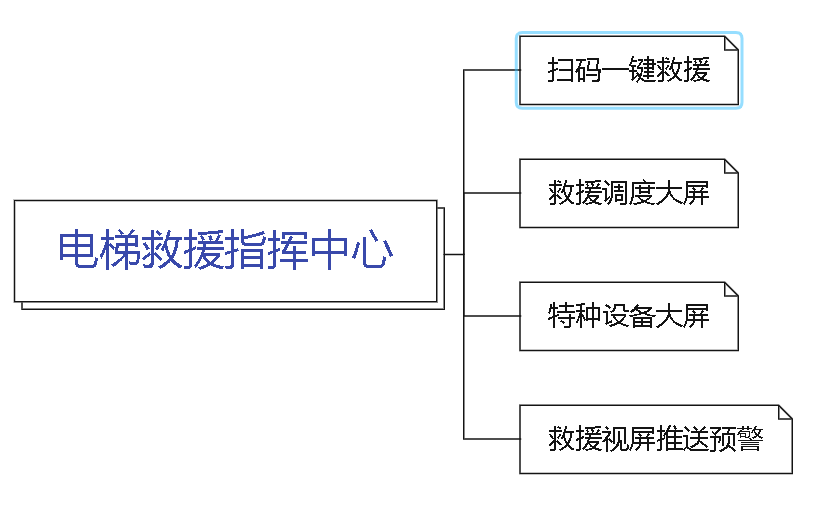 电梯救援指挥中心
扫码一键救援
救援调度大屏
特种设备大屏
救援视屏推送预警